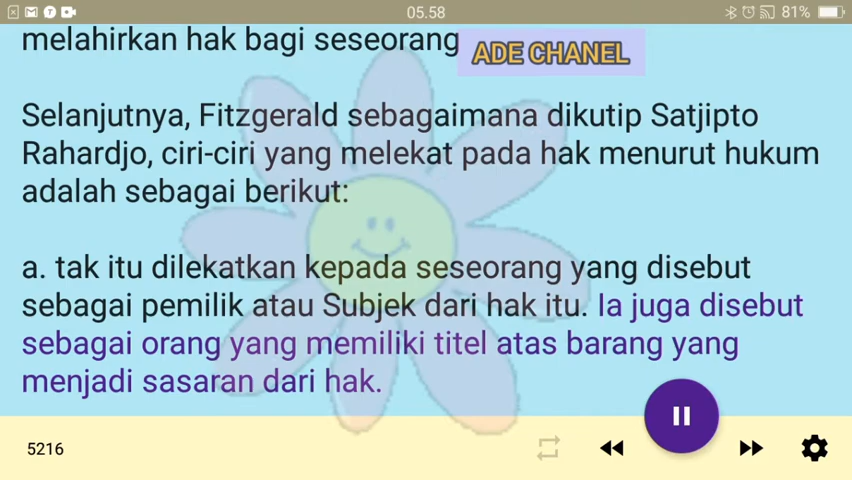 05.58
81%
melahirkan hak bagi seseorang
ADE CHANEL
Selanjutnya, Fitzgerald sebagaimana dikutip Satjipto
Rahardjo, ciri-ciri yang melekat pada hak menurut hukum
adalah sebagai berikut:
a. tak itu dilekatkan kepada seseorang yang disebut
sebagai pemilik atau Subjek dari hak itu. Ia juga disebut
sebagai orang yang memiliki titel atas barang yang
menjadi sasaran dari hak.
5216